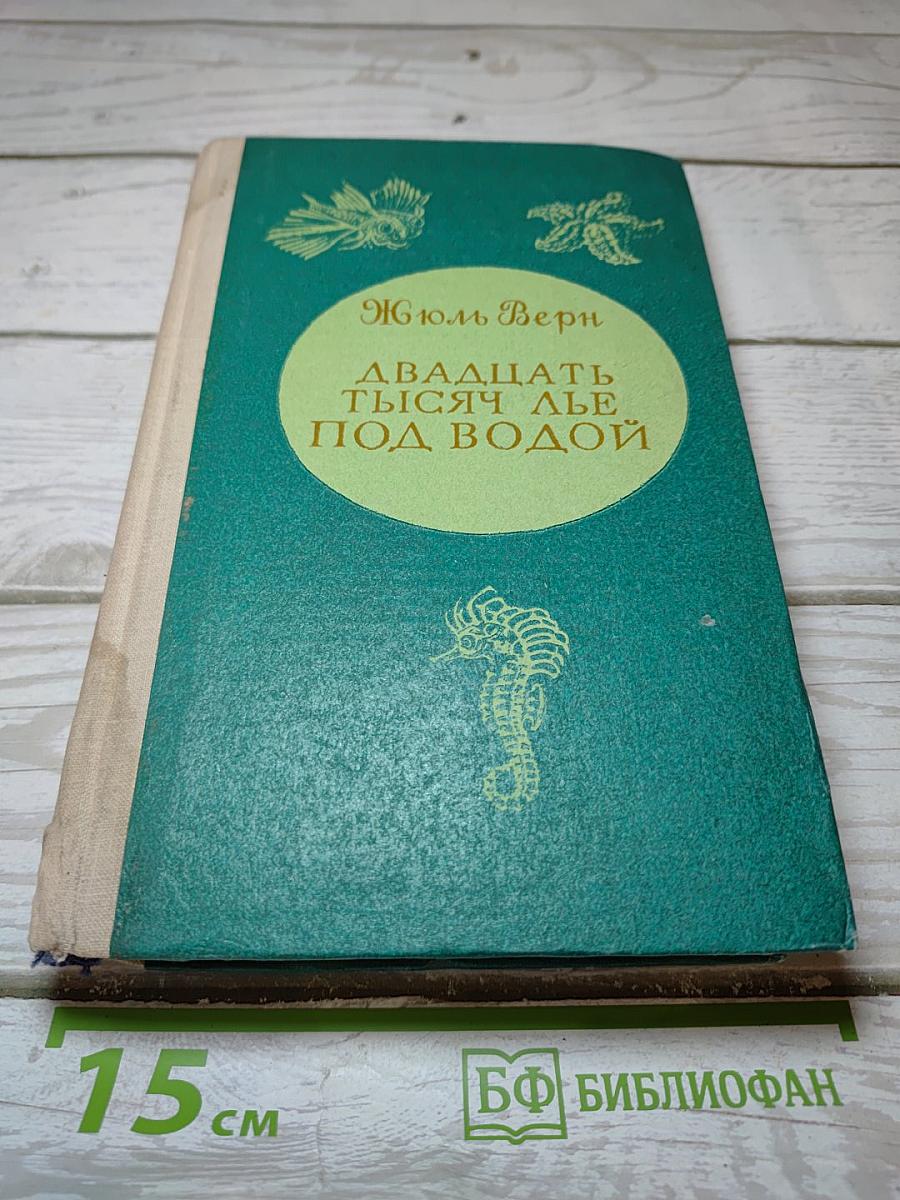 Жюль Верн
ДВАДЦАТЬ
ТЫСЯЧ ЛЬЕ
ПОД ВОДОЙ
15 см
БФ БИБЛИОФАН